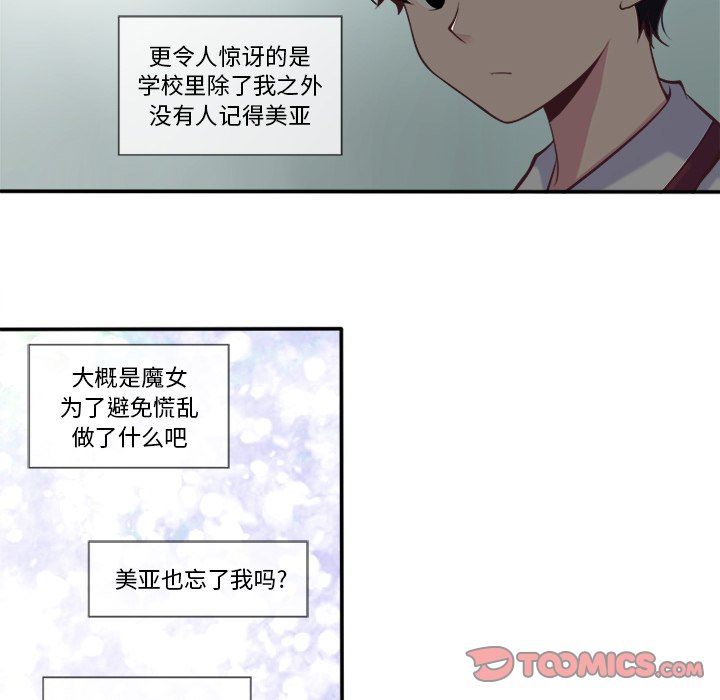 更令人惊讶的是
学校里除了我之外
没有人记得美亚
大概是魔女
为了避免慌乱
做了什么吧
美亚也忘了我吗?
TOOMICS.COM